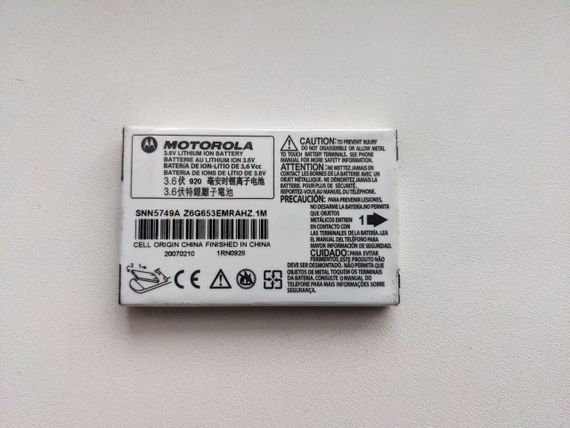 MOTOROLA
3.6V LITHIUM ION BATTERY
BATTERIE AU LITHIUM ION 3.6V
BATERÍA DE ION-LITIO DE 3,6 Vcc
BATERIA DE IONS DE LÍTIO DE 3.6V
3.6伏 920 毫安时锂离子电池
3.6伏特鋰離子電池
SNN5749A Z6G653EMRAHZ.1M
CELL ORIGIN CHINA FINISHED IN CHINA
20070210 1RN0928
2 1
CE
CAUTION: TO PREVENT INJURY
DO NOT DISASSEMBLE OR ALLOW METAL
TO TOUCH BATTERY TERMINALS. SEE PHONE
MANUAL FOR MORE SAFETY INFORMATION.
ATTENTION: NE METTEZ JAMAIS EN
CONTACT LES BORNES DE LA BATTERIE AVEC UN
OBJET MÉTALLIQUE. NE DÉMONTEZ JAMAIS LA
BATTERIE. POUR PLUS DE SÉCURITÉ,
REPORTEZ-VOUS AU MANUEL DU TÉLÉPHONE.
PRECAUCIÓN: PARA PREVENIR LESIONES,
NO DESARME LA BATERÍA, NO PERMITA
QUE OBJETOS
METÁLICOS ENTREN
EN CONTACTO CON
LAS TERMINALES DE LA BATERÍA. LEA
EL MANUAL DEL TELÉFONO PARA
MAYOR INFORMACIÓN DE SEGURIDAD.
1
CUIDADO: PARA EVITAR
FERIMENTOS, ESTE PRODUTO NÃO
DEVE SER DESMONTADO. NÃO PERMITA QUE
OBJETOS DE METAL TOQUEM OS TERMINAIS
DA BATERIA. CONSULTE O MANUAL DO
TELEFONE PARA MAIS INFORMAÇÕES SOBRE
SEGURANÇA.